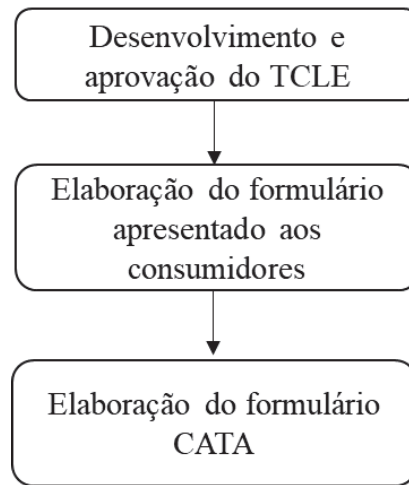 Desenvolvimento e
aprovação do TCLE
Elaboração do formulário
apresentado aos
consumidores
Elaboração do formulário
CATA